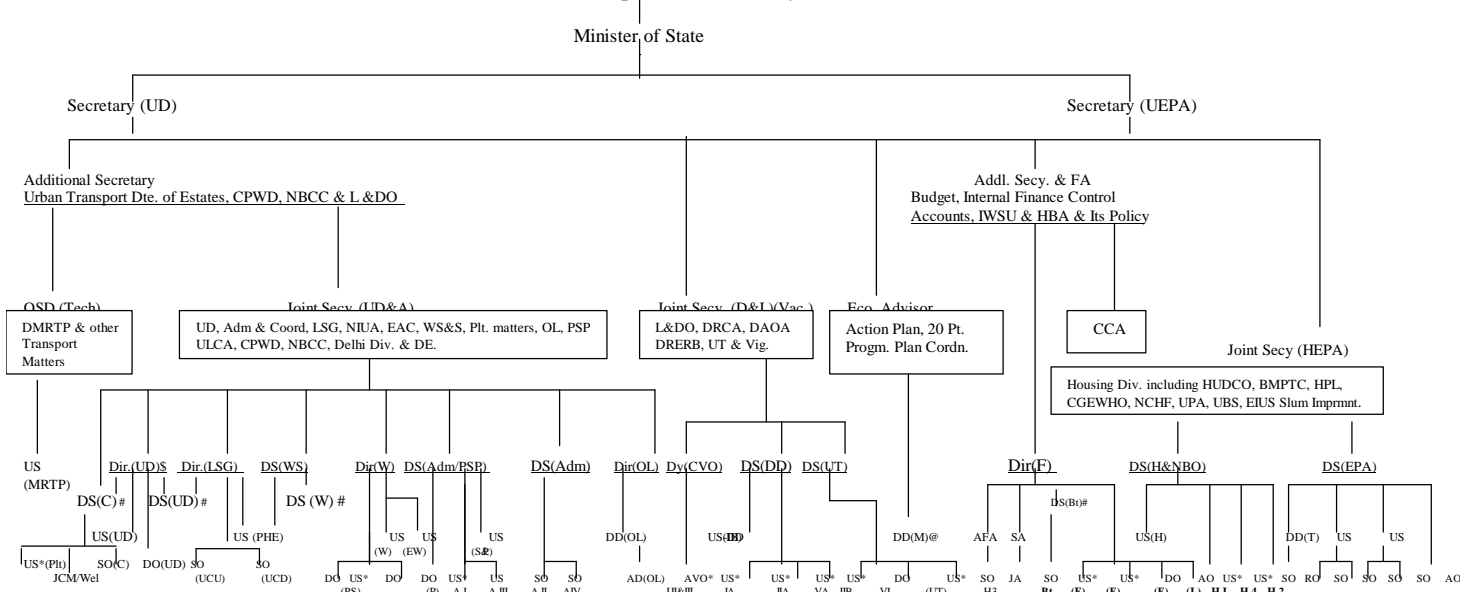 Minister of State
Secretary (UD)
Secretary (UEPA)
Additional Secretary
Urban Transport Dte. of Estates, CPWD, NBCC & L &DO
Addl. Secy. & FA
Budget, Internal Finance Control
Accounts, IWSU & HBA & Its Policy
OSD (Tech)
Joint Secy (UD&A)
Joint Secy. (D&L)(Vac.)
Eco. Advisor
DMRTP & other
Transport
Matters
UD, Adm & Coord, LSG, NIUA, EAC, WS&S, Plt. matters, OL, PSP
ULCA, CPWD, NBCC, Delhi Div. & DE.
L&DO, DRCA, DAOA
DRERB, UT & Vig.
Action Plan, 20 Pt.
Progm. Plan Cordn.
CCA
Joint Secy (HEPA)
Housing Div. including HUDCO, BMPTC, HPL,
CGEWHO, NCHF, UPA, UBS, EIUS Slum Imprmnt.
US
(MRTP)
Dir.(UD)$
Dir.(LSG)
DS(WS)
Dir(W)
DS(Adm/PSP)
DS(Adm)
Dir(OL)
Dy(CVO)
DS(DD)
DS(UT)
Dir(F)
DS(H&NBO)
DS(EPA)
DS(C) #
DS(UD) #
DS (W) #
DS(Bt)#
US(UD)
US (PHE)
US
(W)
US
(EW)
US
DD(OL)
DD(M)@
AFA
SA
US(H)
DD(T)
US
US
US*(Plt)
JCM/Wel
SO(C)
DO(UD)
SO
(UCU)
SO
(UCD)
DO
US*
DO
DO
US*
US
SO
SO
AD(OL)
AVO*
US*
US*
US*
US*
DO
US*
SO
JA
SO
US*
US*
DO
AO
US*
US*
SO
RO
SO
SO
SO
SO
AO